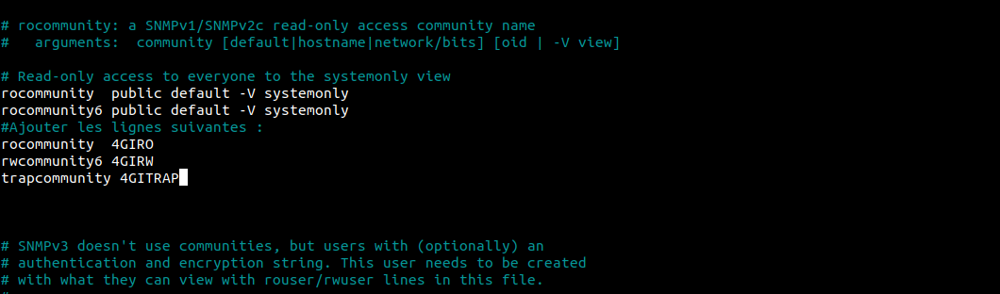 # rocommunity: a SNMPv1/SNMPv2c read-only access community name
#   arguments:  community [default|hostname|network/bits] [oid | -V view]
# Read-only access to everyone to the systemonly view
rocommunity  public default -V systemonly
rocommunity6 public default -V systemonly
#Ajouter les lignes suivantes :
rocommunity  4GIRO
rwcommunity6 4GIRW
trapcommunity 4GITRAP
# SNMPv3 doesn't use communities, but users with (optionally) an
# authentication and encryption string. This user needs to be created
# with what they can view with rouser/rwuser lines in this file.
#